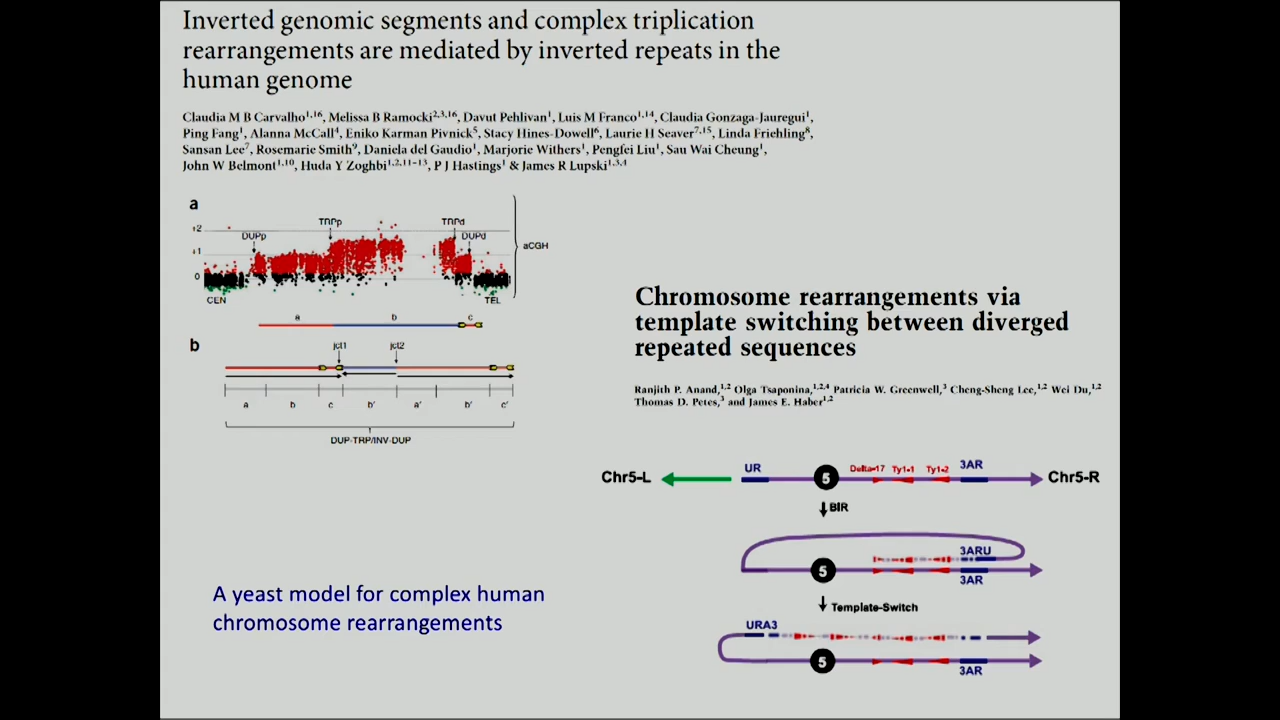 Inverted genomic segments and complex triplication
rearrangements are mediated by inverted repeats in the
human genome
Claudia M B Carvalho1,16, Melissa B Ramocki2,3,16, Davut Pehlivan1, Luis M Franco1,14, Claudia Gonzaga-Jauregui1,
Ping Fang1, Alanna McCall4, Eniko Karman Pivnick5, Stacy Hines-Dowell6, Laurie H Seaver7,15, Linda Friehling8,
Sansan Lee7, Rosemarie Smith9, Daniela del Gaudio1, Marjorie Withers1, Pengfei Liu1, Sau Wai Cheung1,
John W Belmont1,10, Huda Y Zoghbi1,2,11–13, P J Hastings1 & James R Lupski1,3,4
a
TRPp TRPd
+2
DUPp DUPd
+1
aCGH
0
CEN TEL
a b c
b
jct1 jct2
a b c b' a' b' c'
DUP-TRP/INV-DUP
A yeast model for complex human
chromosome rearrangements
Chromosome rearrangements via
template switching between diverged
repeated sequences
Ranjith P. Anand,1,2 Olga Tsaponina,1,2,4 Patricia W. Greenwell,3 Cheng-Sheng Lee,1,2 Wei Du,1,2
Thomas D. Petes,3 and James E. Haber1,2
UR Delta-17 Ty1-1 Ty1-2 3AR
Chr5-L 5 Chr5-R
BIR
3ARU
5
3AR
Template-Switch
URA3
5
3AR